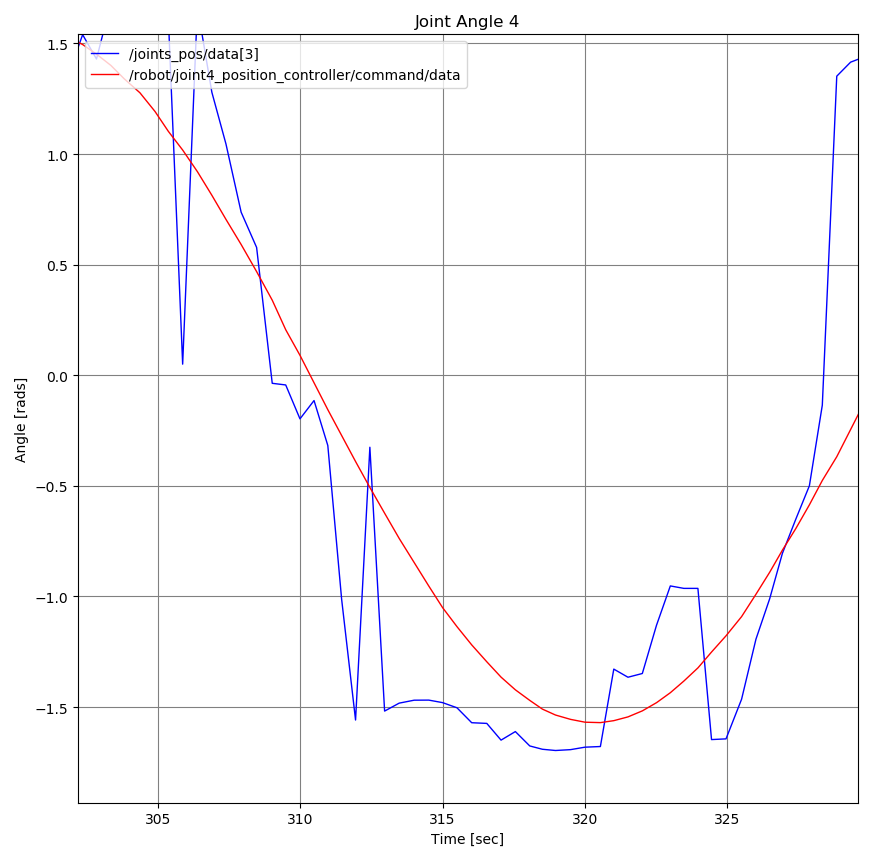 Joint Angle 4
/joints_pos/data[3]
/robot/joint4_position_controller/command/data
1.5
1.0
0.5
0.0
−0.5
−1.0
−1.5
Angle [rads]
305
310
315
320
325
Time [sec]